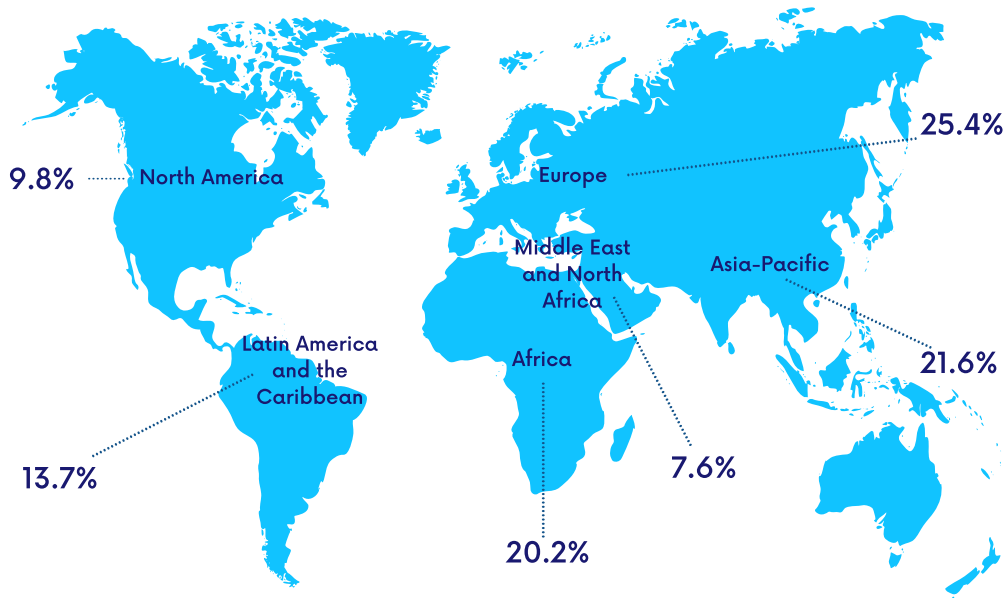 25.4%
9.8%
North America
Europe
Middle East
and North
Africa
Asia-Pacific
Latin America
and the
Caribbean
Africa
21.6%
13.7%
7.6%
20.2%